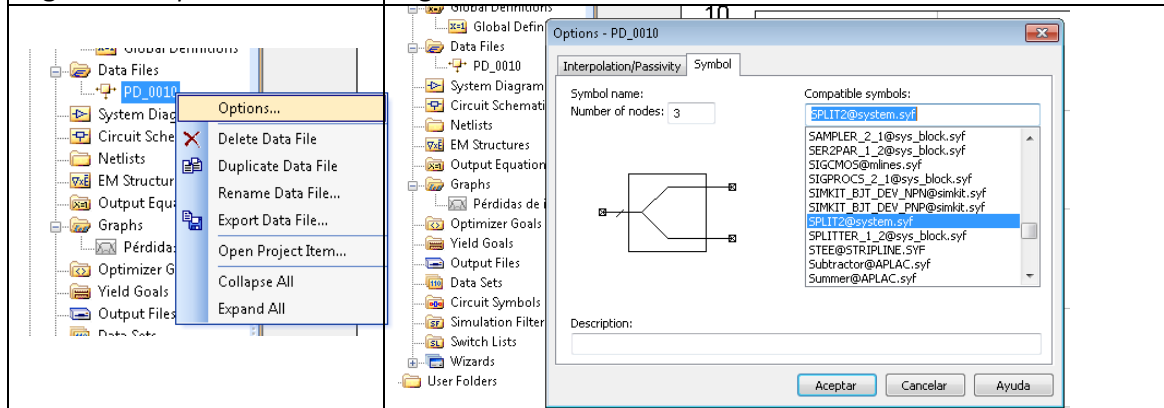 Global Definitions
Data Files
PD_0010
System Diag
Circuit Sche
Netlists
EM Structur
Output Equa
Graphs
Pérdida
Optimizer G
Yield Goals
Output Files
Data Sets
Options...
Delete Data File
Duplicate Data File
Rename Data File...
Export Data File...
Open Project Item...
Collapse All
Expand All
Global Definitions
Global Defin
Data Files
PD_0010
System Diagram
Circuit Schemati
Netlists
EM Structures
Output Equation
Graphs
Pérdidas de i
Optimizer Goals
Yield Goals
Output Files
Data Sets
Circuit Symbols
Simulation Filter
Switch Lists
Wizards
User Folders
10
Options - PD_0010
Interpolation/Passivity Symbol
Symbol name:
Number of nodes: 3
Compatible symbols:
SPLIT2@system.syf
SAMPLER_2_1@sys_block.syf
SER2PAR_1_2@sys_block.syf
SIGCMOS@mlines.syf
SIGPROCS_2_1@sys_block.syf
SIMKIT_BJT_DEV_NPN@simkit.syf
SIMKIT_BJT_DEV_PNP@simkit.syf
SPLIT2@system.syf
SPLITTER_1_2@sys_block.syf
STEE@STRIPLINE.SYF
Subtractor@APLAC.syf
Summer@APLAC.syf
Description:
Aceptar Cancelar Ayuda